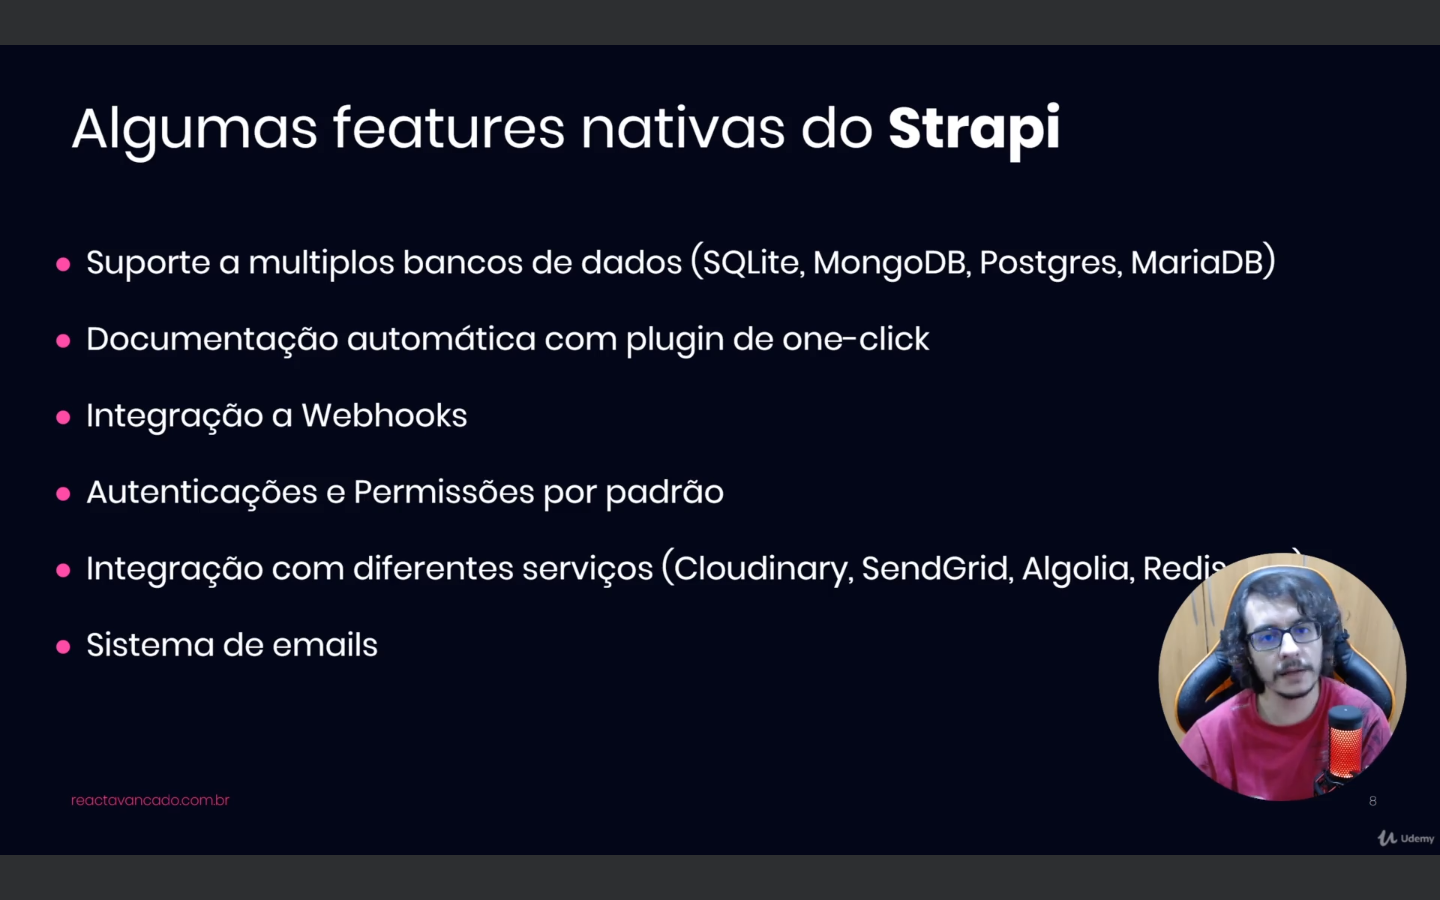 Algumas features nativas do Strapi
Suporte a multiplos bancos de dados (SQLite, MongoDB, Postgres, MariaDB)
Documentação automática com plugin de one-click
Integração a Webhooks
Autenticações e Permissões por padrão
Integração com diferentes serviços (Cloudinary, SendGrid, Algolia, Redis
Sistema de emails
reactavancado.com.br
8
Udemy